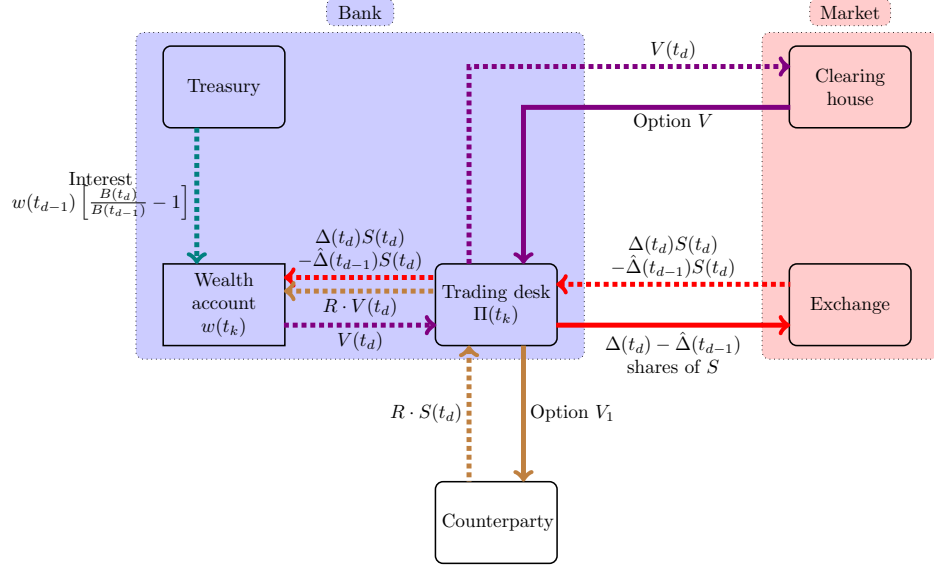 Bank
Market
Treasury
V(t_d)
Clearing
house
Option V
Interest
w(t_{d-1}) [B(t_d)/B(t_{d-1}) - 1]
Δ(t_d)S(t_d)
-Δ̂(t_{d-1})S(t_d)
Δ(t_d)S(t_d)
-Δ̂(t_{d-1})S(t_d)
Wealth
account
w(t_k)
R · V(t_d)
V(t_d)
Trading desk
Π(t_k)
Exchange
Δ(t_d) - Δ̂(t_{d-1})
shares of S
R · S(t_d)
Option V_1
Counterparty